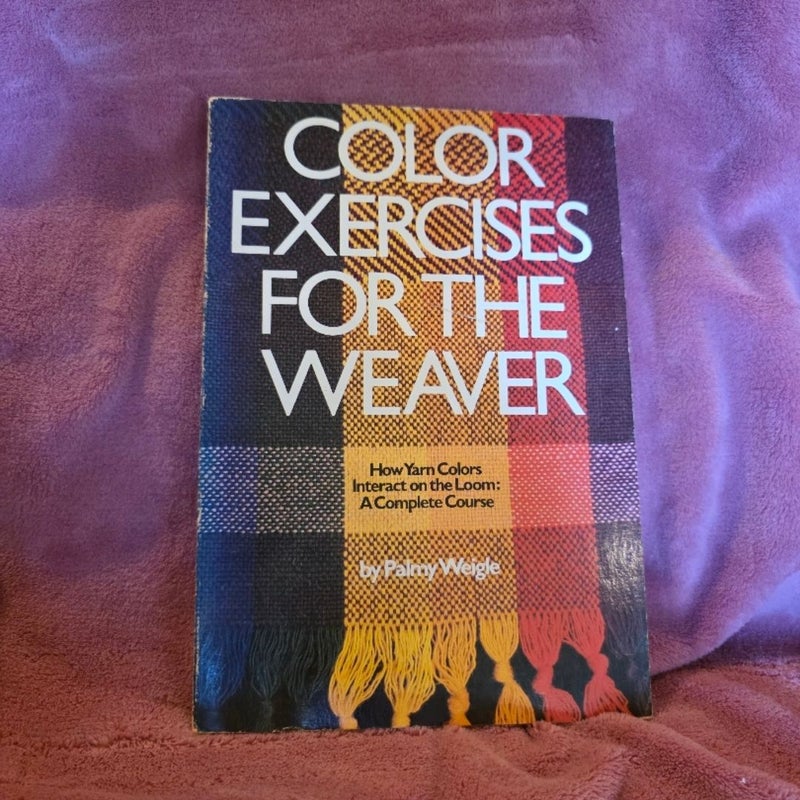 COLOR
EXERCISES
FOR THE
WEAVER
How Yarn Colors
Interact on the Loom:
A Complete Course
by Palmy Weigle